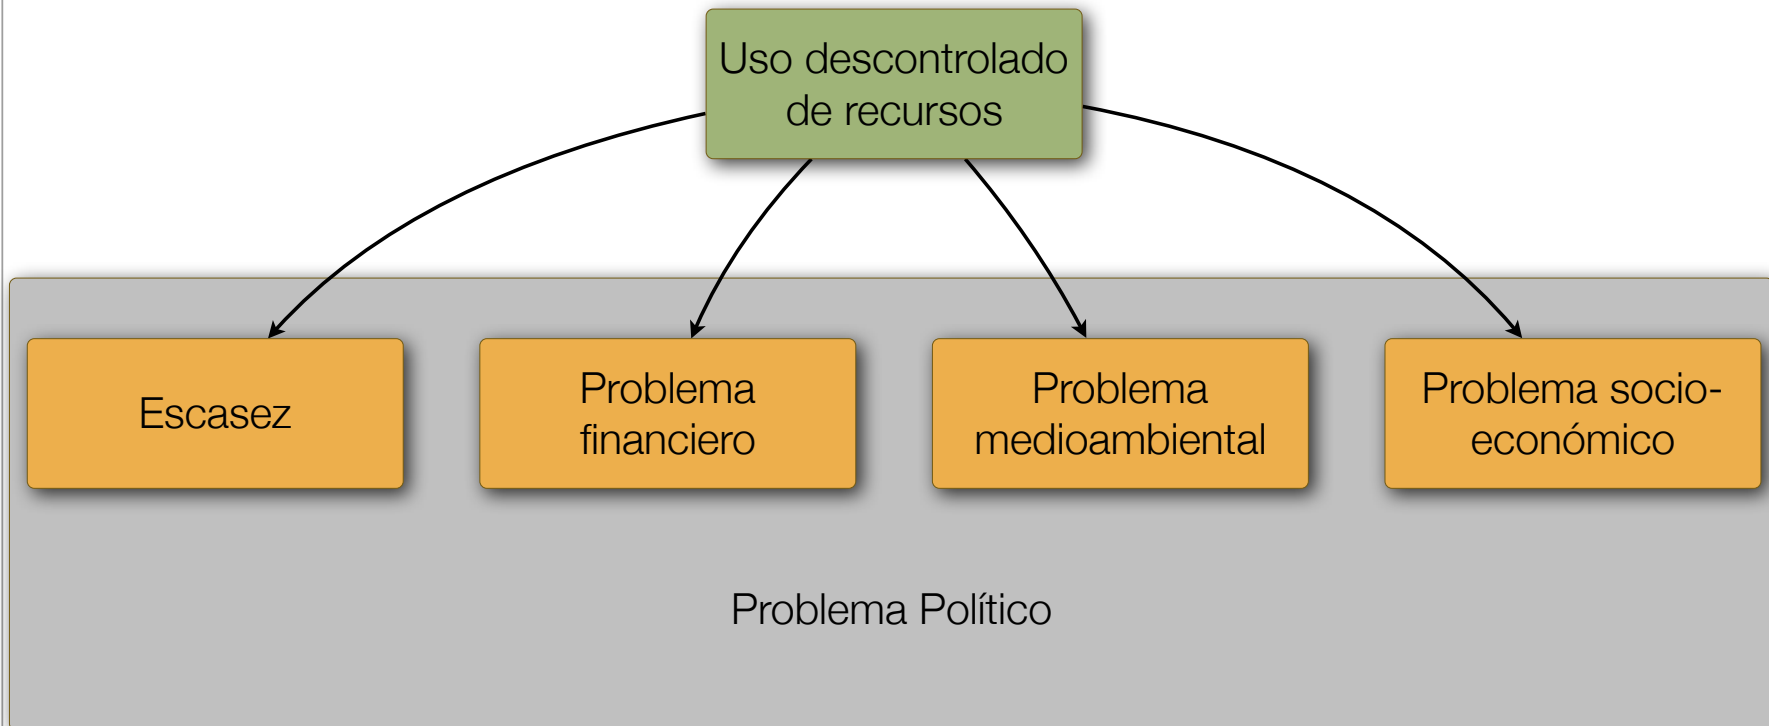 Uso descontrolado
de recursos
Escasez
Problema
financiero
Problema
medioambiental
Problema socio-
económico
Problema Político